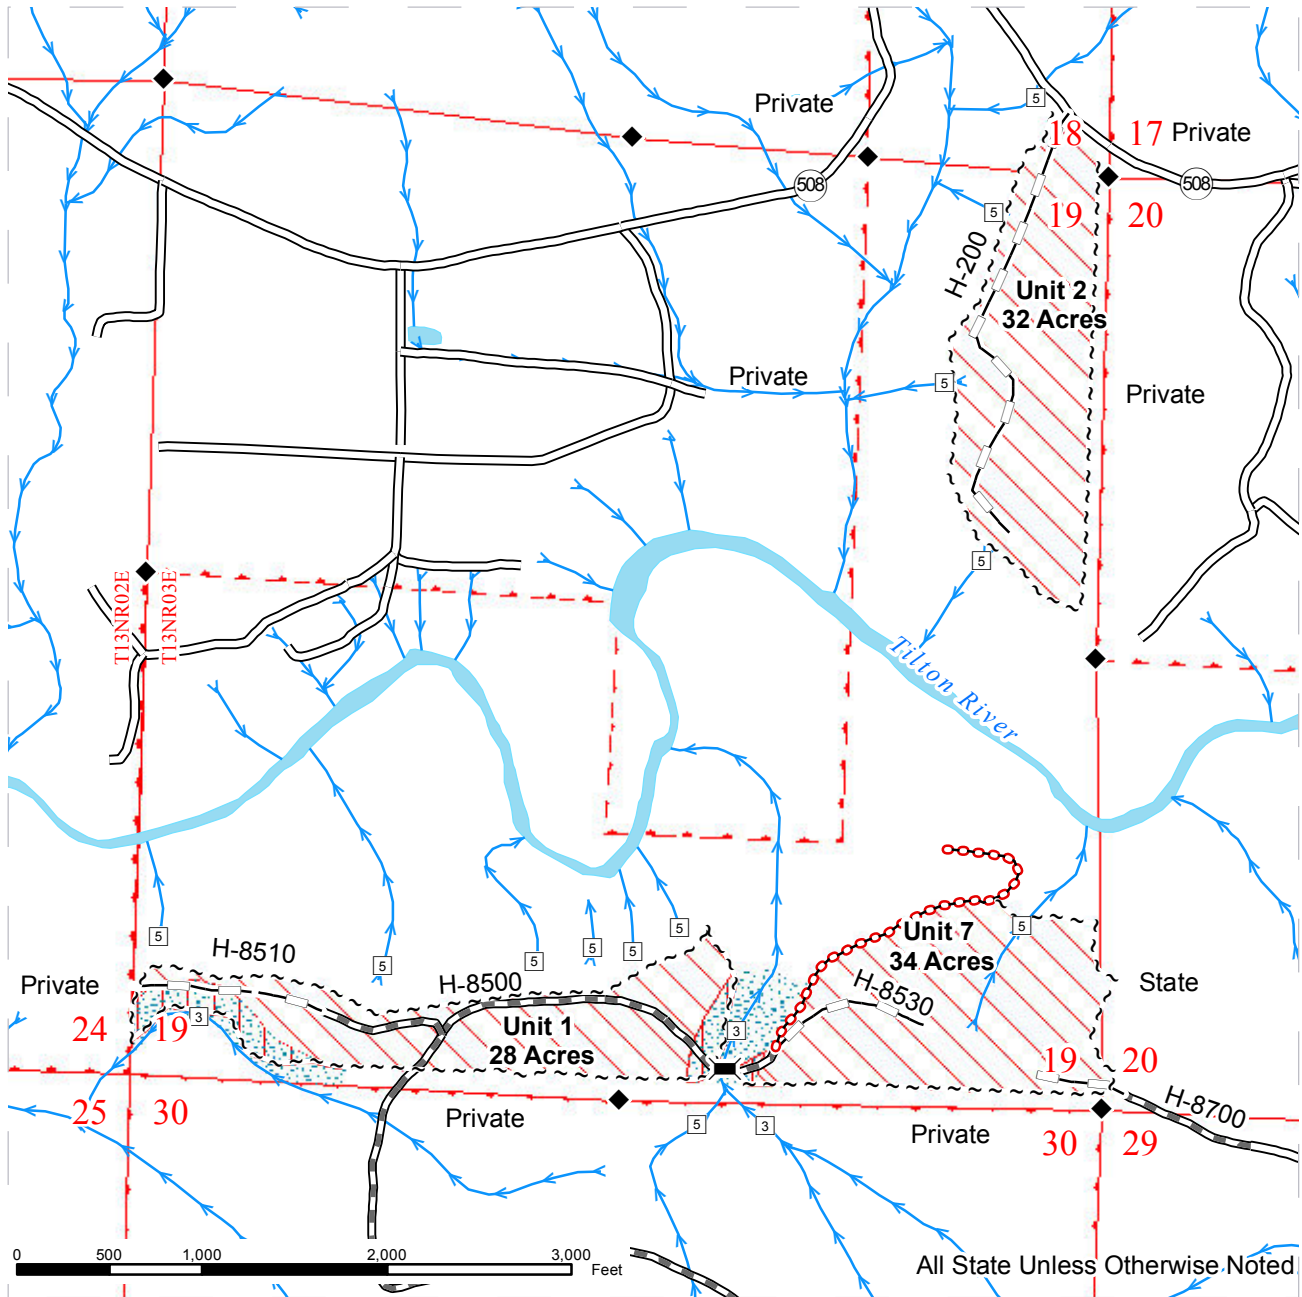 5
Private
18
17
Private
508
508
5
19
20
H-200
Unit 2
32 Acres
Private
5
Private
5
T13NR02E
T13NR03E
Tilton River
5
5
5
5
5
5
5
H-8510
Unit 7
34 Acres
Private
H-8500
H-8530
State
24
19
3
Unit 1
28 Acres
3
19
20
25
30
Private
5
3
Private
30
29
H-8700
0
500
1,000
2,000
3,000
Feet
All State Unless Otherwise Noted